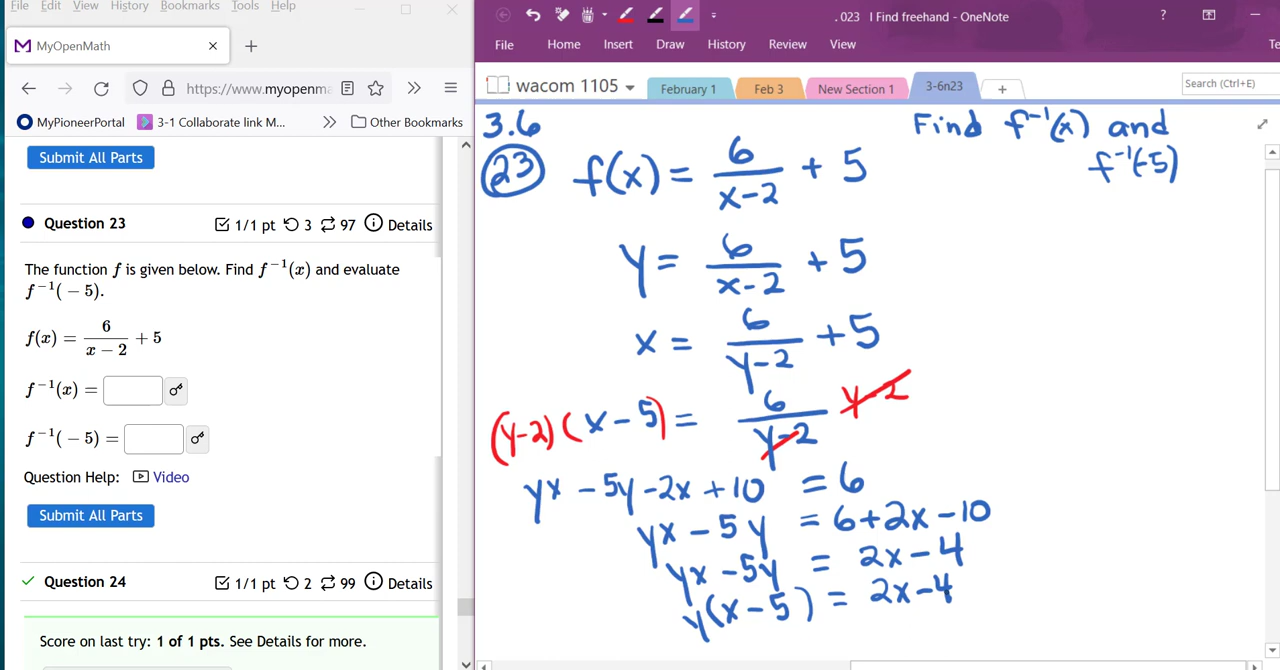 File Edit View History Bookmarks Tools Help
MyOpenMath
https://www.myopenma
MyPioneerPortal 3-1 Collaborate link M... Other Bookmarks
Submit All Parts
Question 23 1/1 pt 3 97 Details
The function f is given below. Find f⁻¹(x) and evaluate
f⁻¹(− 5).
f(x) = 6/(x − 2) + 5
f⁻¹(x) =
f⁻¹(− 5) =
Question Help: Video
Submit All Parts
Question 24 1/1 pt 2 99 Details
Score on last try: 1 of 1 pts. See Details for more.
. 023 I Find freehand - OneNote
File Home Insert Draw History Review View
wacom 1105 February 1 Feb 3 New Section 1 3-6n23
Search (Ctrl+E)
3.6 Find f⁻¹(x) and
f⁻¹(-5)
23 f(x) = 6/(x-2) + 5
y = 6/(x-2) + 5
x = 6/(y-2) + 5
(y-2)(x-5) = 6/(y-2) y-2
yx - 5y - 2x + 10 = 6
yx - 5y = 6 + 2x - 10
yx - 5y = 2x - 4
y(x-5) = 2x - 4